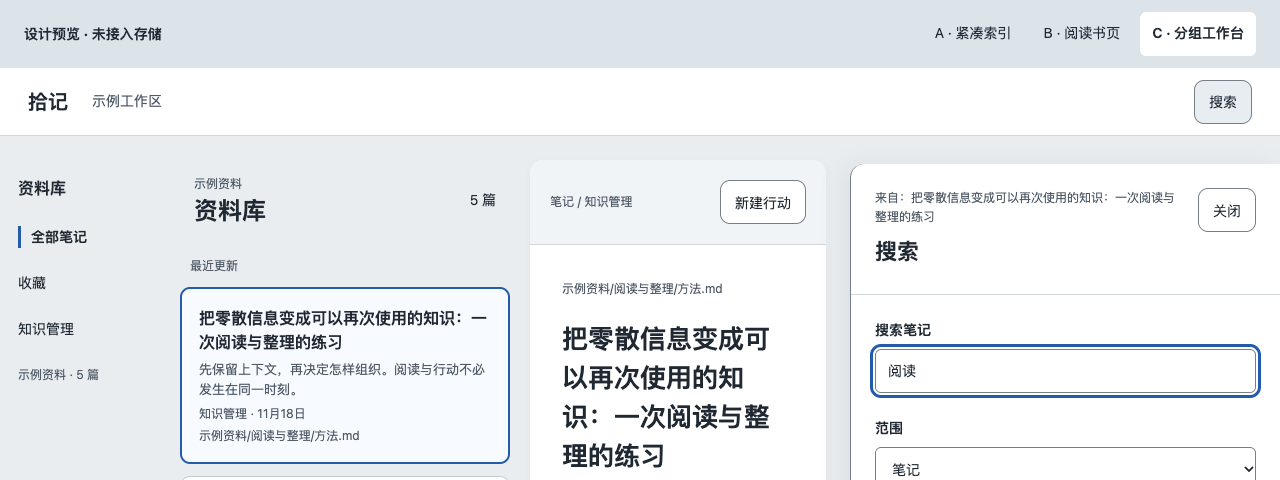 设计预览 · 未接入存储
A · 紧凑索引
B · 阅读书页
C · 分组工作台
拾记
示例工作区
搜索
资料库
全部笔记
收藏
知识管理
示例资料 · 5 篇
示例资料
资料库
5 篇
最近更新
把零散信息变成可以再次使用的知识：一
次阅读与整理的练习
先保留上下文，再决定怎样组织。阅读与行动不必
发生在同一时刻。
知识管理 · 11月18日
示例资料/阅读与整理/方法.md
笔记 / 知识管理
新建行动
示例资料/阅读与整理/方法.md
把零散信息变成可
以再次使用的知
识：一次阅读与整
理的练习
来自：把零散信息变成可以再次使用的知识：一次阅读与
整理的练习
搜索
关闭
搜索笔记
阅读
范围
笔记